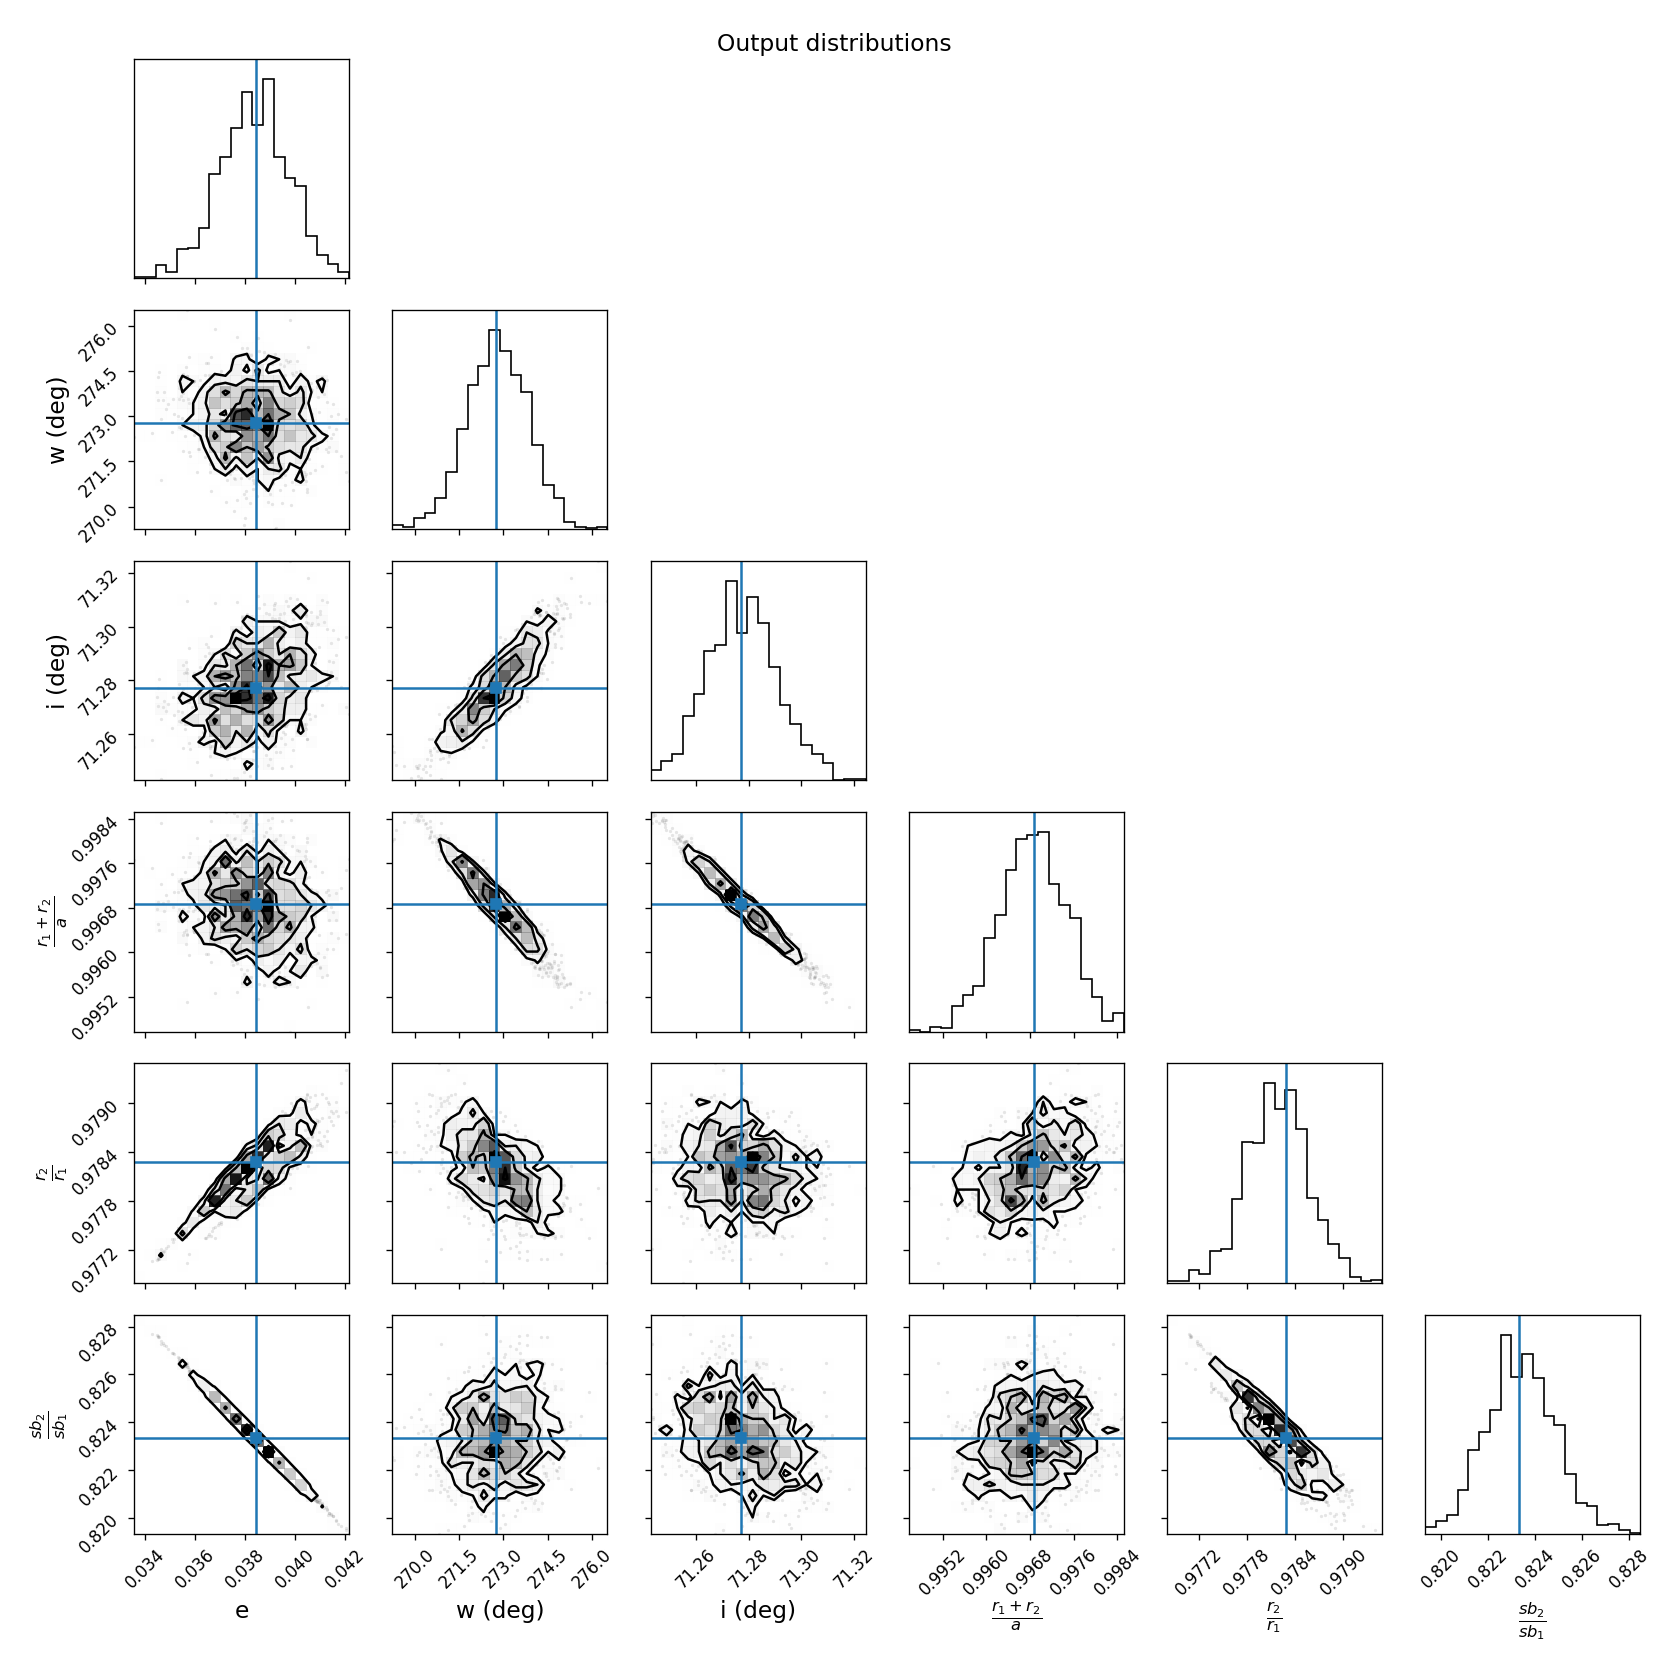 Output distributions
w (deg)
276.0
274.5
273.0
271.5
270.0
i (deg)
71.32
71.30
71.28
71.26
r₁ + r₂
a
0.9984
0.9976
0.9968
0.9960
0.9952
r₂
r₁
0.9790
0.9784
0.9778
0.9772
sb₂
sb₁
0.828
0.826
0.824
0.822
0.820
0.034 0.036 0.038 0.040 0.042 270.0 271.5 273.0 274.5 276.0 71.26 71.28 71.30 71.32 0.9952 0.9960 0.9968 0.9976 0.9984 0.9772 0.9778 0.9784 0.9790 0.820 0.822 0.824 0.826 0.828
e w (deg) i (deg) r₁ + r₂ r₂ sb₂
a r₁ sb₁